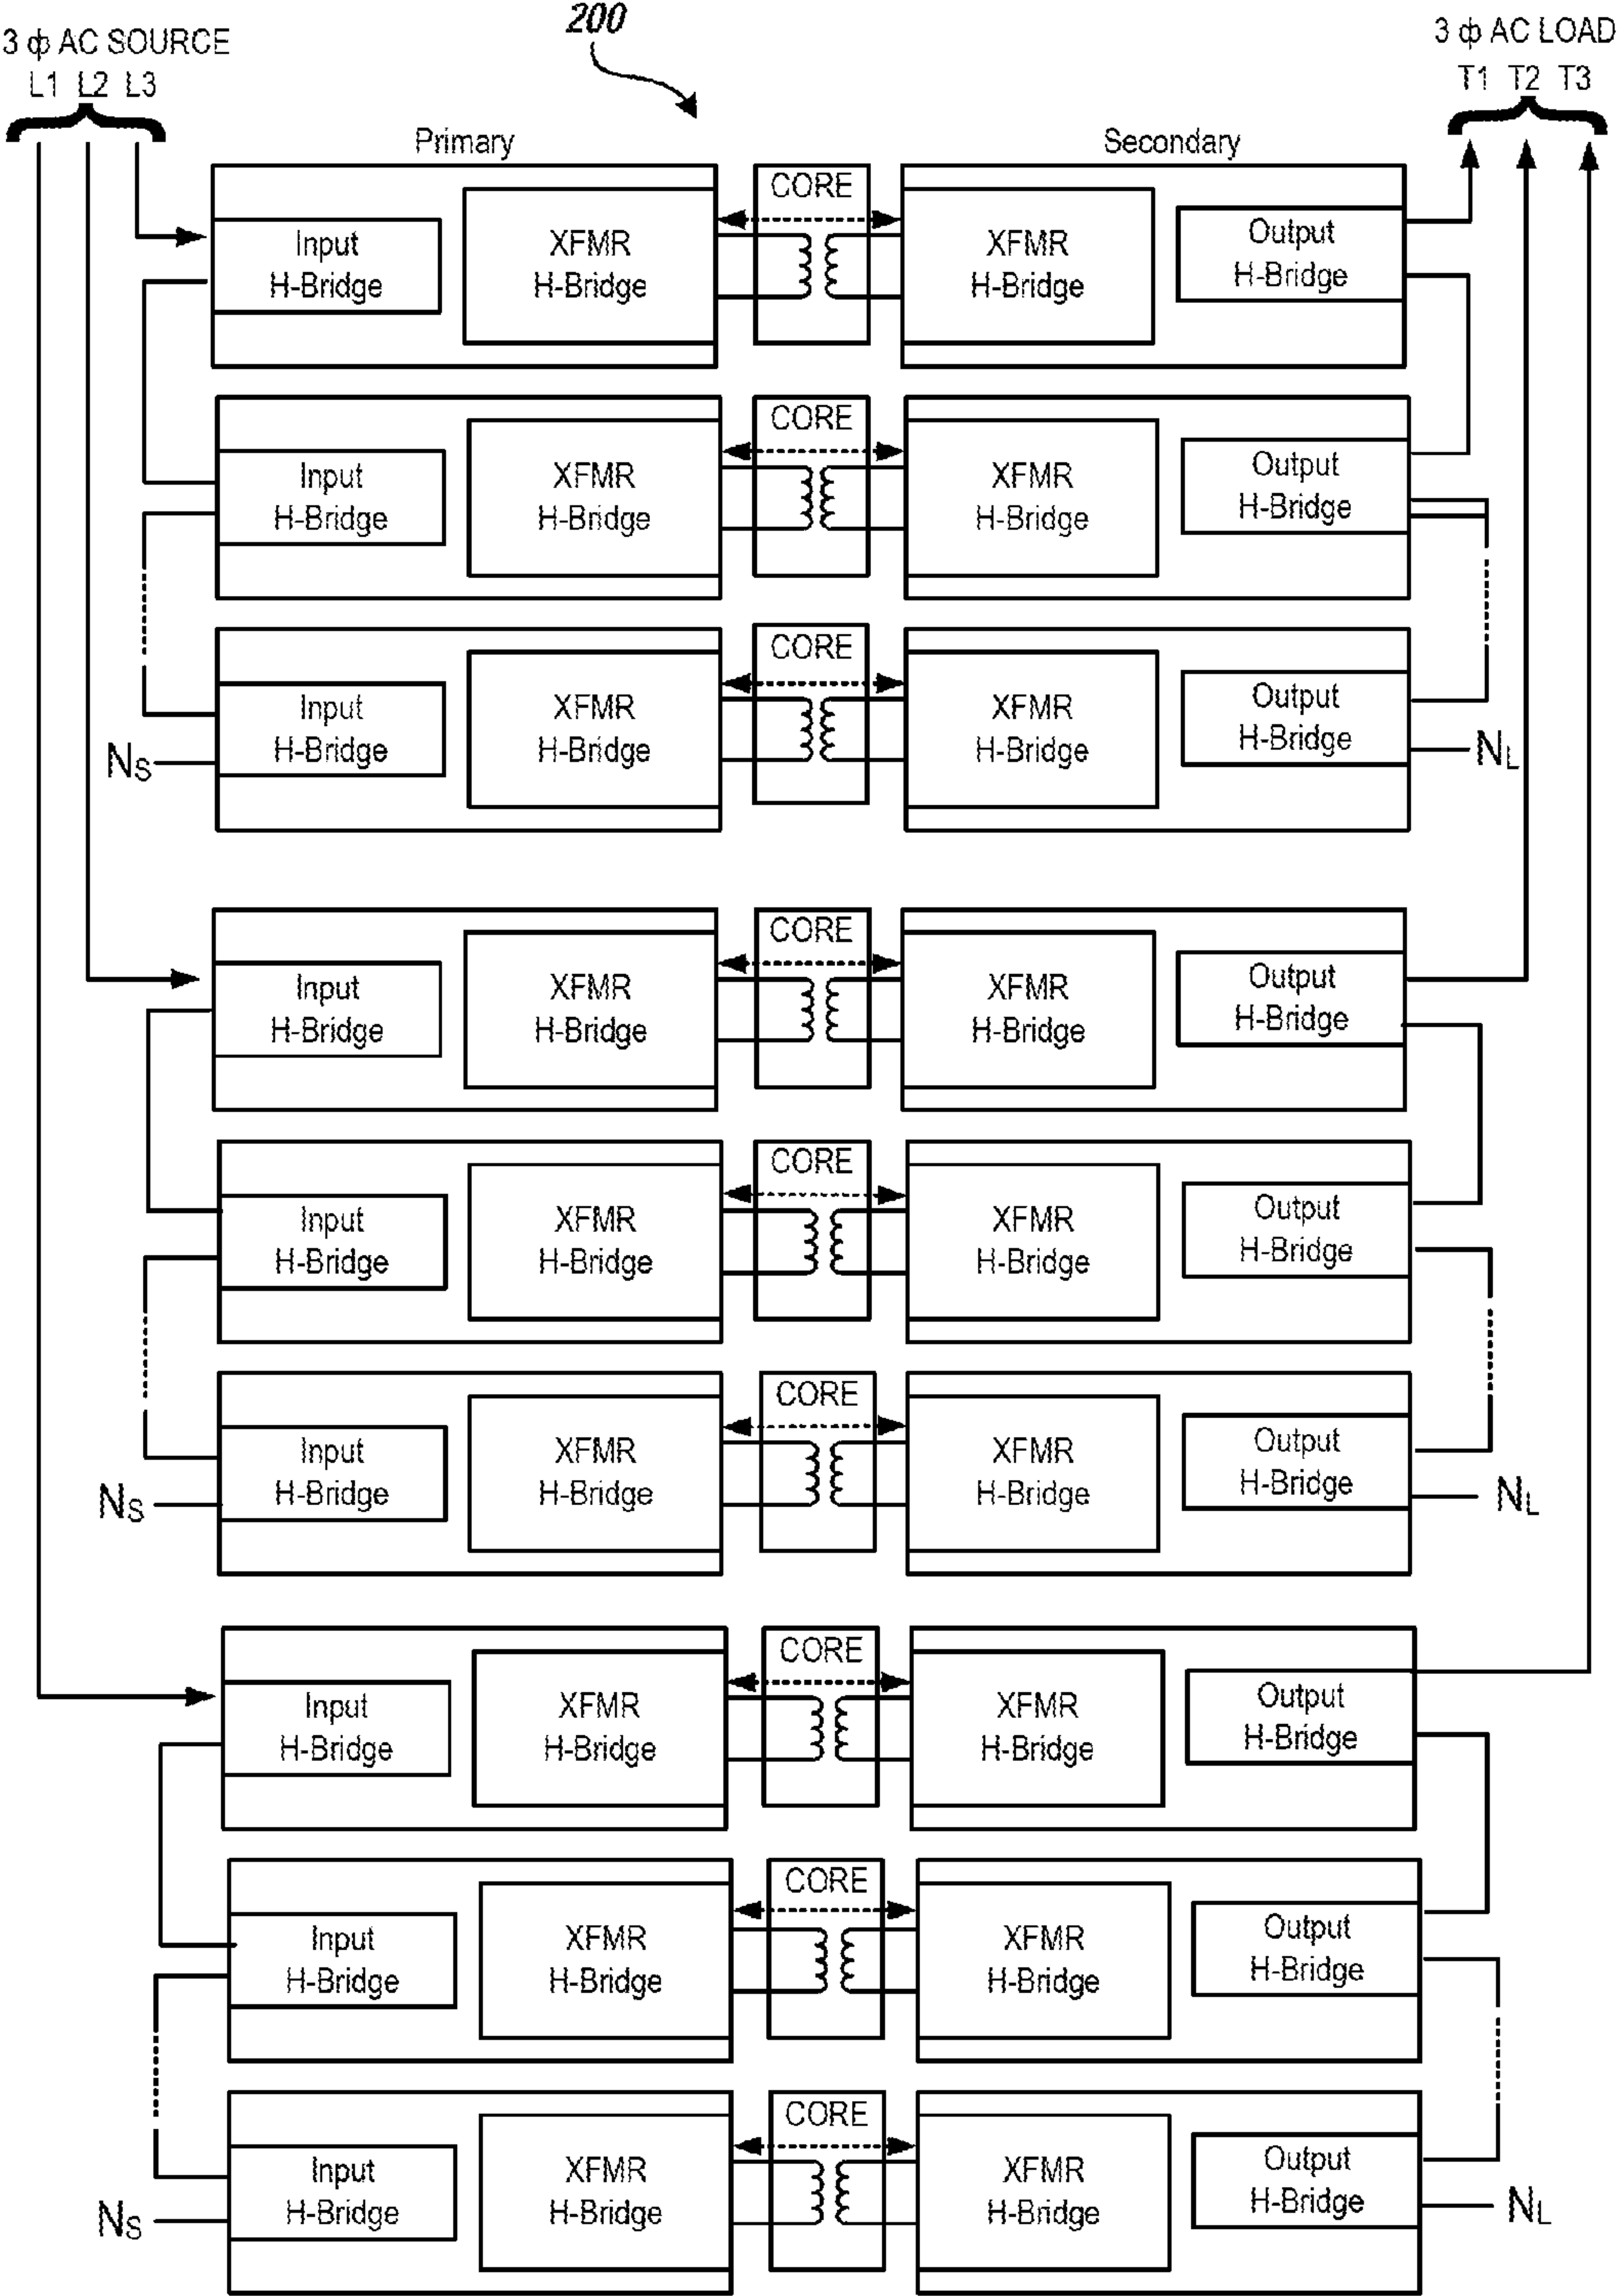 200
3 ф AC SOURCE
L1 L2 L3
3 ф AC LOAD
T1 T2 T3
Primary
Secondary
Input
H-Bridge
XFMR
H-Bridge
CORE
XFMR
H-Bridge
Output
H-Bridge
Input
H-Bridge
XFMR
H-Bridge
CORE
XFMR
H-Bridge
Output
H-Bridge
Input
H-Bridge
XFMR
H-Bridge
CORE
XFMR
H-Bridge
Output
H-Bridge
NS
NL
Input
H-Bridge
XFMR
H-Bridge
CORE
XFMR
H-Bridge
Output
H-Bridge
Input
H-Bridge
XFMR
H-Bridge
CORE
XFMR
H-Bridge
Output
H-Bridge
Input
H-Bridge
XFMR
H-Bridge
CORE
XFMR
H-Bridge
Output
H-Bridge
NS
NL
Input
H-Bridge
XFMR
H-Bridge
CORE
XFMR
H-Bridge
Output
H-Bridge
Input
H-Bridge
XFMR
H-Bridge
CORE
XFMR
H-Bridge
Output
H-Bridge
Input
H-Bridge
XFMR
H-Bridge
CORE
XFMR
H-Bridge
Output
H-Bridge
NS
NL